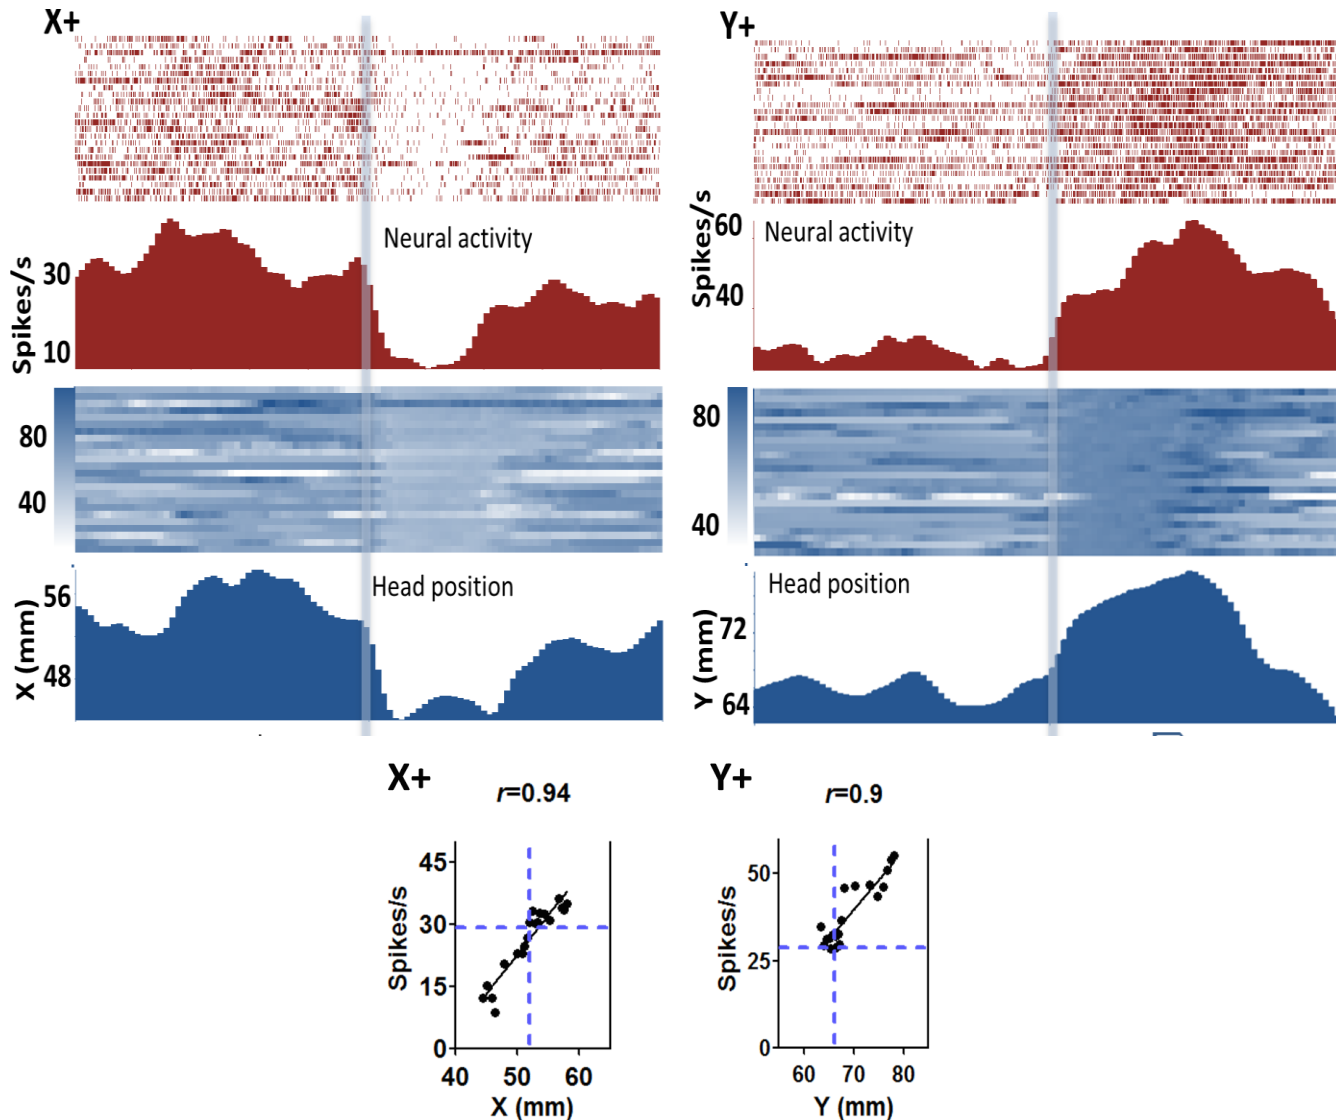 X+
Spikes/s
30
10
Neural activity
80
40
Head position
X (mm)
56
48
Y+
Spikes/s
60
40
Neural activity
80
40
Head position
Y (mm)
72
64
X+
r=0.94
Spikes/s
45
30
15
0
40 50 60
X (mm)
Y+
r=0.9
Spikes/s
50
25
0
60 70 80
Y (mm)